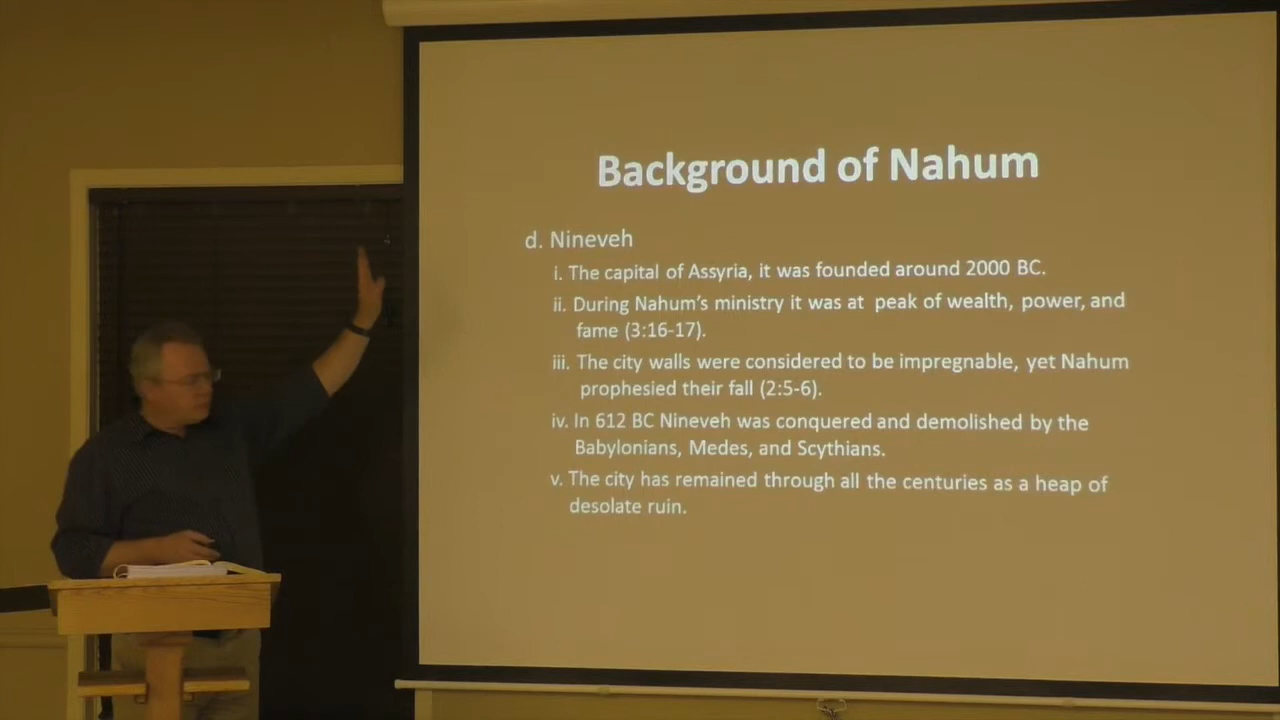 Background of Nahum
d. Nineveh
i. The capital of Assyria, it was founded around 2000 BC.
ii. During Nahum's ministry it was at peak of wealth, power, and
fame (3:16-17).
iii. The city walls were considered to be impregnable, yet Nahum
prophesied their fall (2:5-6).
iv. In 612 BC Nineveh was conquered and demolished by the
Babylonians, Medes, and Scythians.
v. The city has remained through all the centuries as a heap of
desolate ruin.